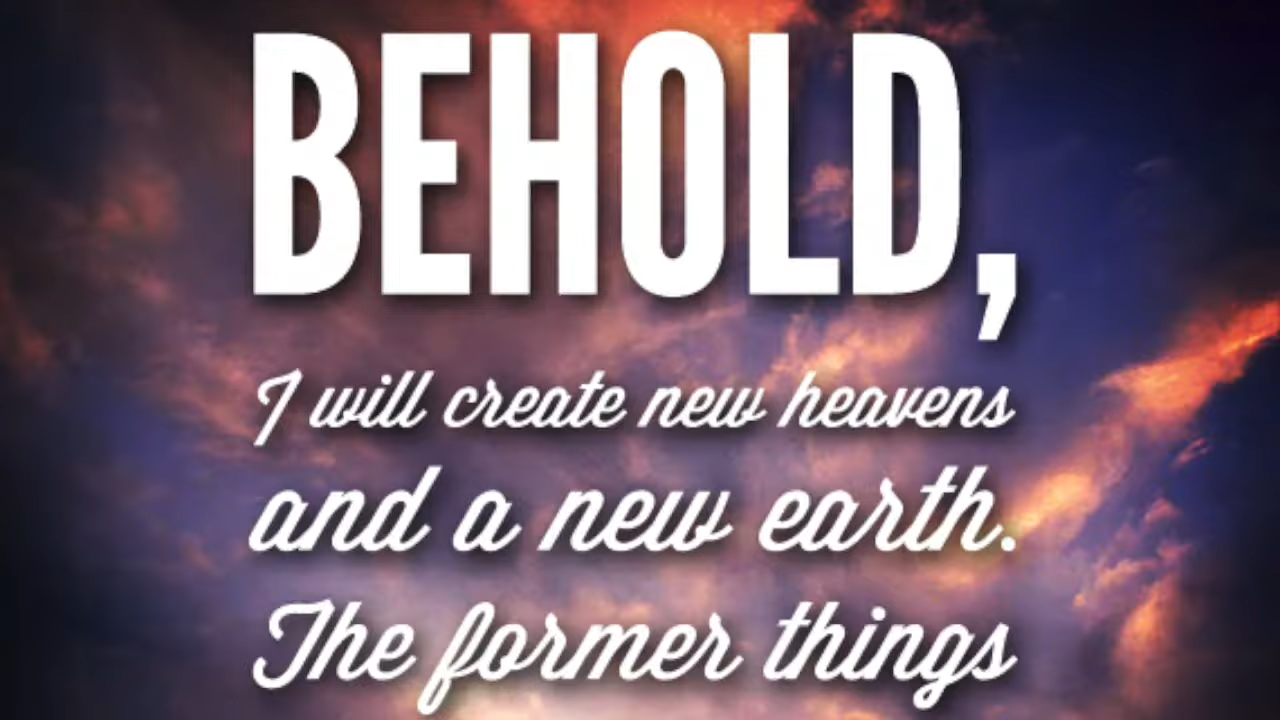 BEHOLD,
I will create new heavens
and a new earth.
The former things